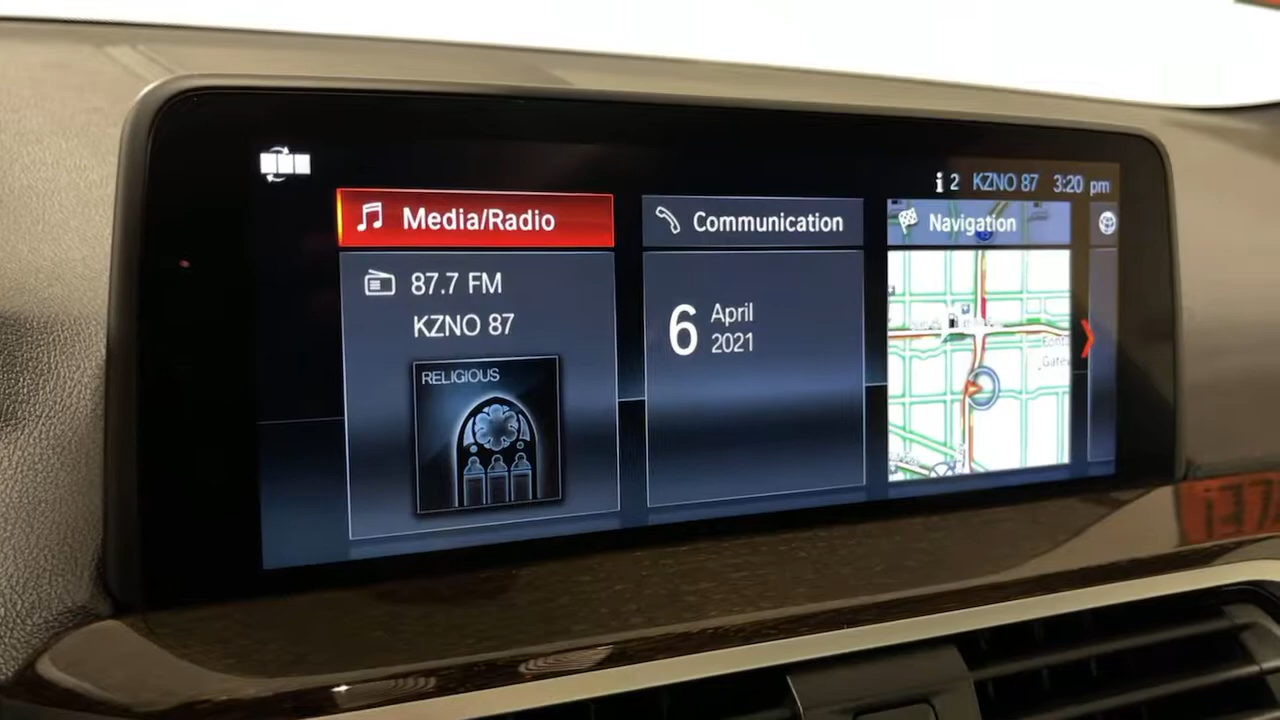 i 2 KZNO 87 3:20 pm
Media/Radio
Communication
Navigation
87.7 FM
KZNO 87
RELIGIOUS
6 April
2021